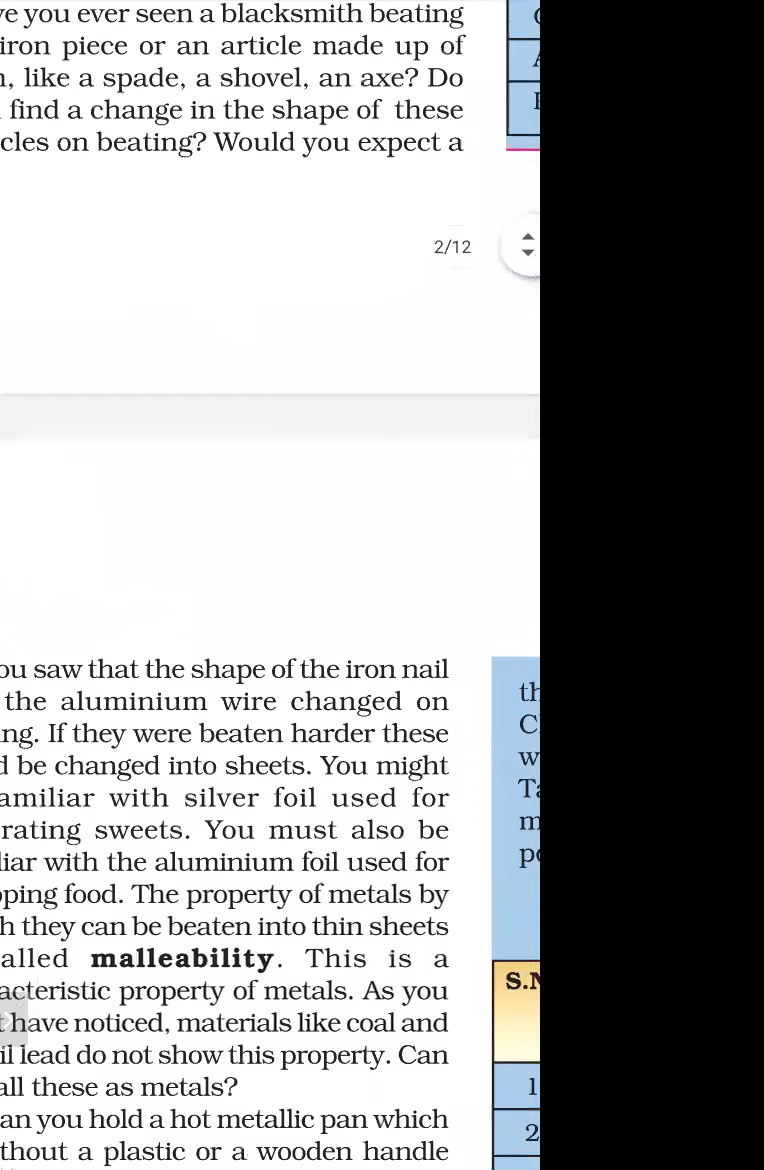 ve you ever seen a blacksmith beating
iron piece or an article made up of
, like a spade, a shovel, an axe? Do
find a change in the shape of these
cles on beating? Would you expect a
2/12
ou saw that the shape of the iron nail
the aluminium wire changed on
ng. If they were beaten harder these
d be changed into sheets. You might
amiliar with silver foil used for
rating sweets. You must also be
liar with the aluminium foil used for
pping food. The property of metals by
h they can be beaten into thin sheets
alled malleability. This is a
acteristic property of metals. As you
t have noticed, materials like coal and
il lead do not show this property. Can
all these as metals?
an you hold a hot metallic pan which
thout a plastic or a wooden handle
th
C
w
Ta
m
po
S.N
1
2